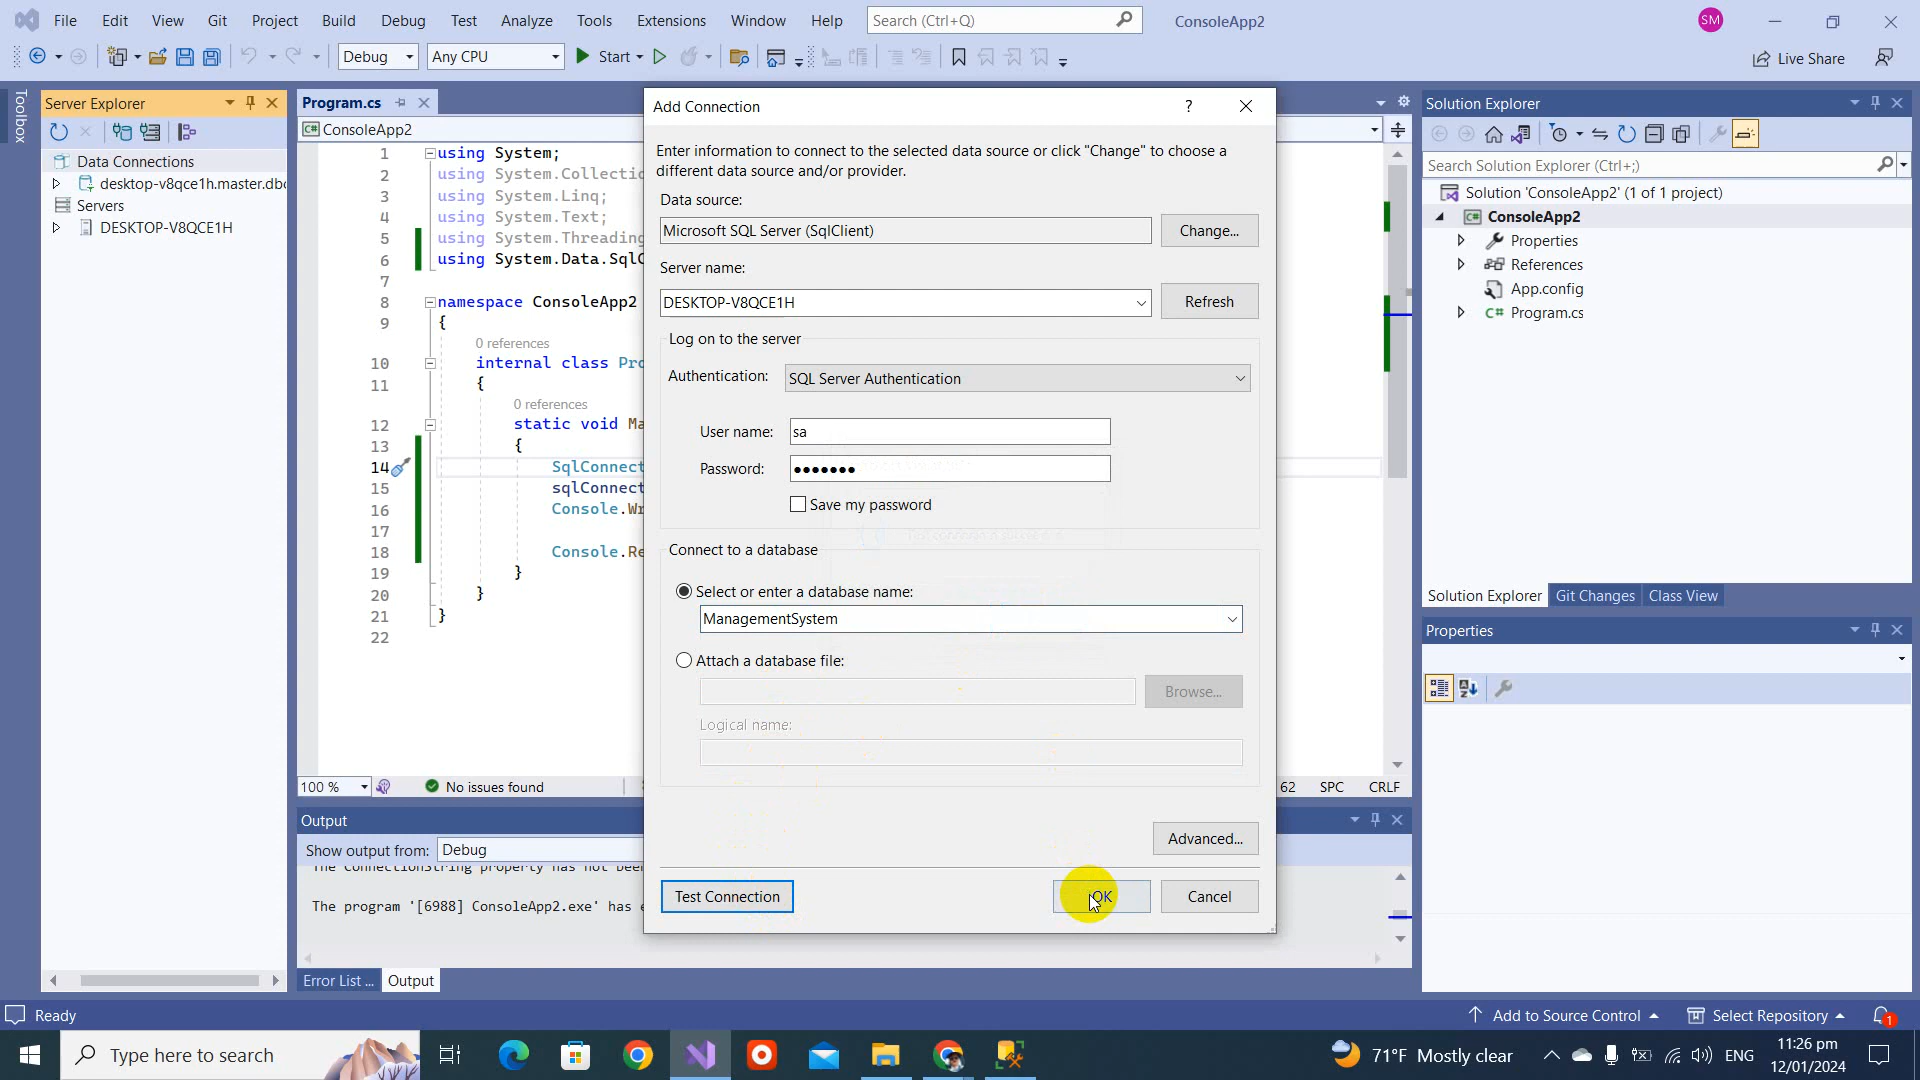 File Edit View Git Project Build Debug Test Analyze Tools Extensions Window Help Search (Ctrl+Q) ConsoleApp2 SM
Debug Any CPU Start Live Share
Toolbox
Server Explorer
Data Connections
desktop-v8qce1h.master.dbo
Servers
DESKTOP-V8QCE1H
Program.cs
ConsoleApp2
1 using System;
2 using System.Collectio
3 using System.Linq;
4 using System.Text;
5 using System.Threading
6 using System.Data.SqlC
7
8 namespace ConsoleApp2
9 {
0 references
10 internal class Pro
11 {
0 references
12 static void Ma
13 {
14 SqlConnect
15 sqlConnect
16 Console.Wr
17
18 Console.Re
19 }
20 }
21 }
22
100 % No issues found 62 SPC CRLF
Output
Show output from: Debug
The ConnectionString property has not bee
The program '[6988] ConsoleApp2.exe' has e
Error List ... Output
Add Connection ?
Enter information to connect to the selected data source or click "Change" to choose a
different data source and/or provider.
Data source:
Microsoft SQL Server (SqlClient) Change...
Server name:
DESKTOP-V8QCE1H Refresh
Log on to the server
Authentication: SQL Server Authentication
User name: sa
Password: •••••••
Save my password
Connect to a database
Select or enter a database name:
ManagementSystem
Attach a database file:
Browse...
Logical name:
Advanced...
Test Connection OK Cancel
Solution Explorer
Search Solution Explorer (Ctrl+;)
Solution 'ConsoleApp2' (1 of 1 project)
C# ConsoleApp2
Properties
References
App.config
C# Program.cs
Solution Explorer Git Changes Class View
Properties
Ready Add to Source Control Select Repository 1
Type here to search 71°F Mostly clear ENG 11:26 pm
12/01/2024